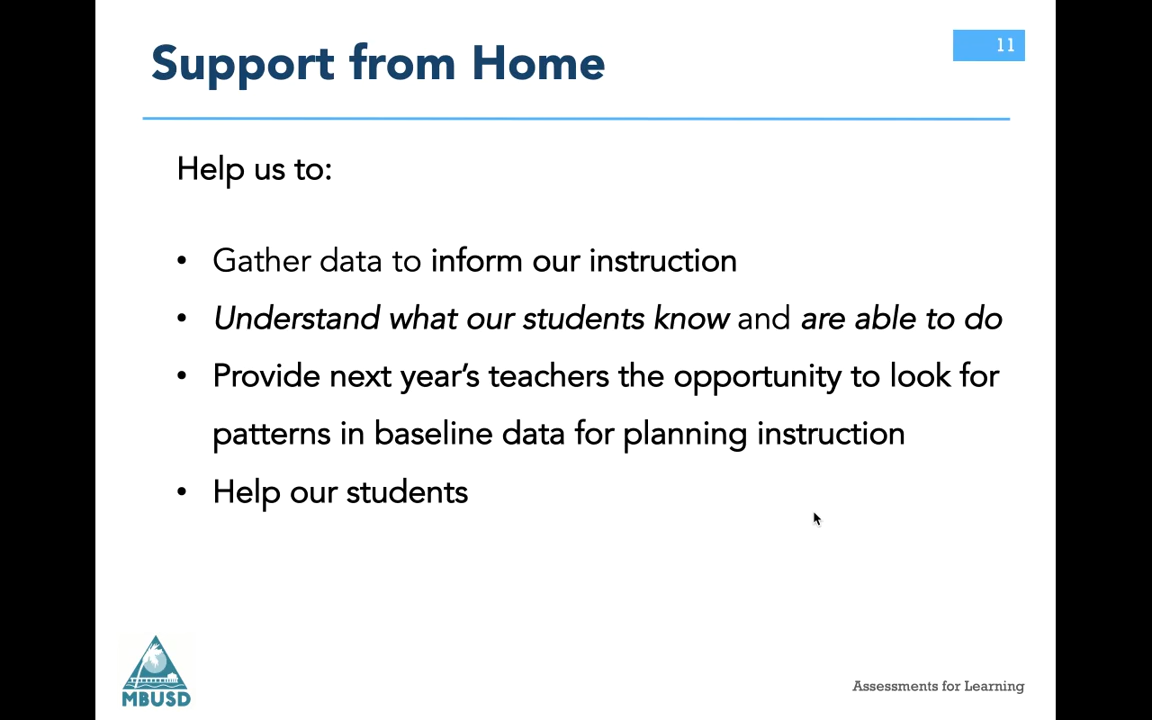 Support from Home
11
Help us to:
• Gather data to inform our instruction
• Understand what our students know and are able to do
• Provide next year’s teachers the opportunity to look for
patterns in baseline data for planning instruction
• Help our students
MBUSD
Assessments for Learning